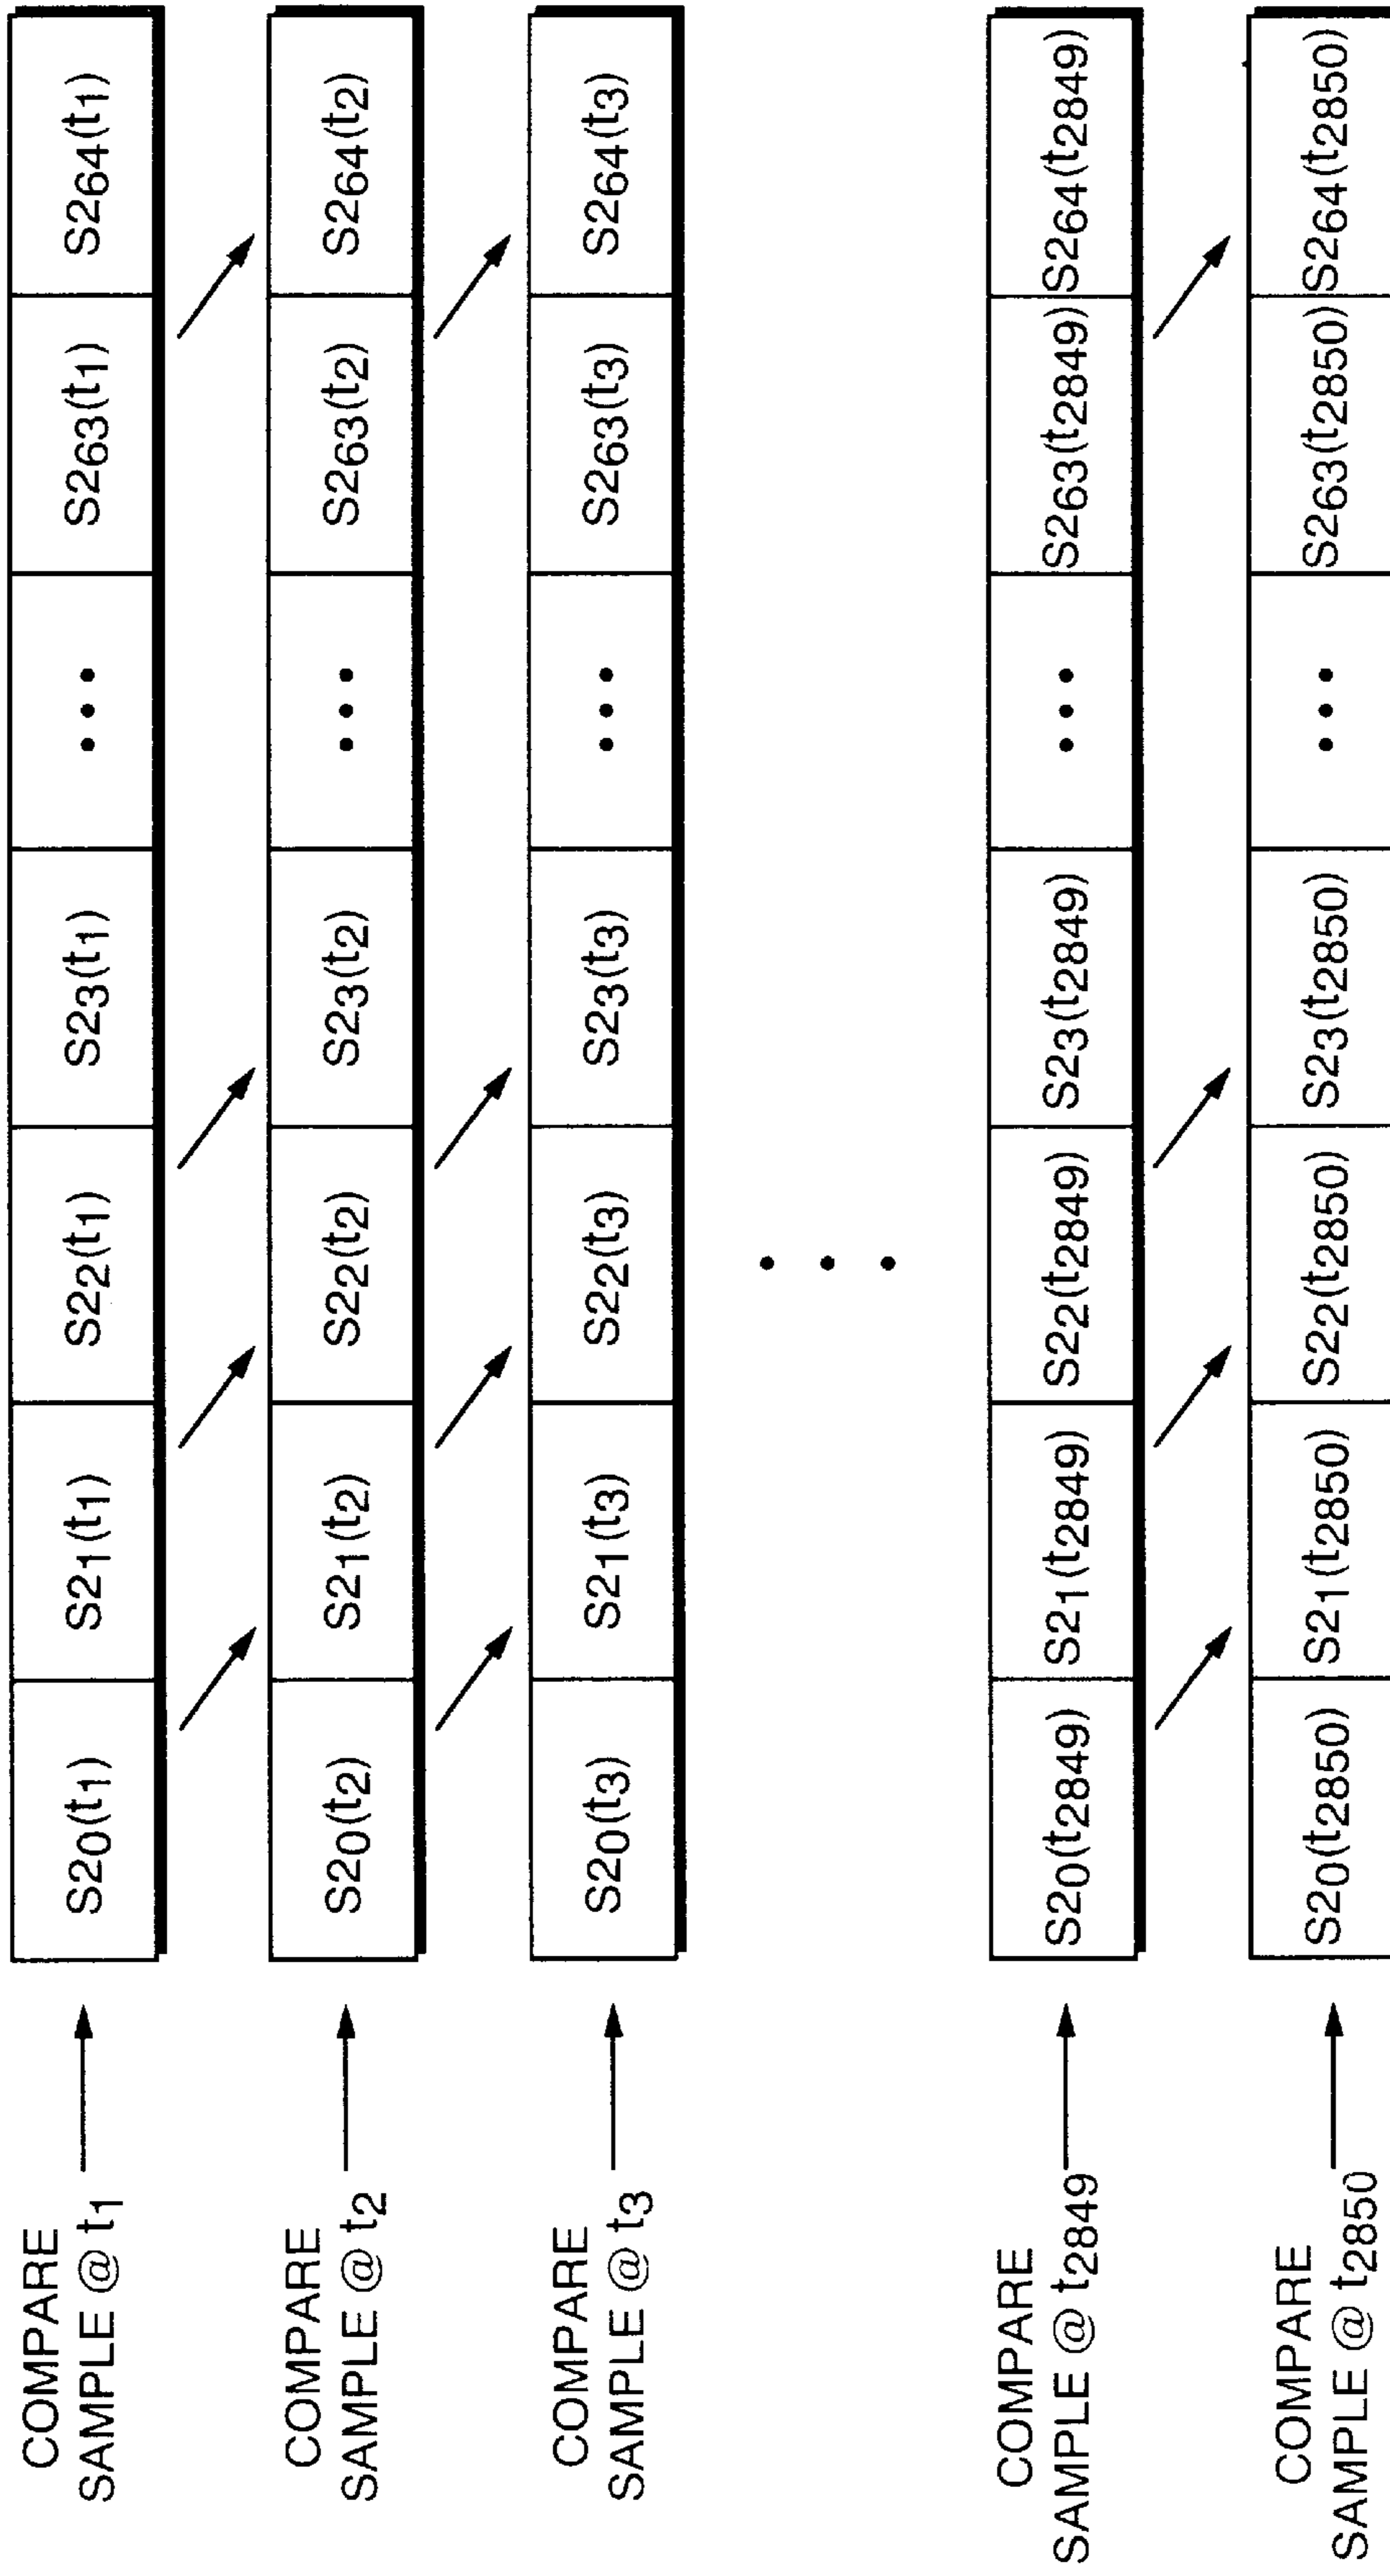 COMPARE
SAMPLE @ t1
S20(t1) S21(t1) S22(t1) S23(t1) • • • S263(t1) S264(t1)
COMPARE
SAMPLE @ t2
S20(t2) S21(t2) S22(t2) S23(t2) • • • S263(t2) S264(t2)
COMPARE
SAMPLE @ t3
S20(t3) S21(t3) S22(t3) S23(t3) • • • S263(t3) S264(t3)
• • •
COMPARE
SAMPLE @ t2849
S20(t2849) S21(t2849) S22(t2849) S23(t2849) • • • S263(t2849) S264(t2849)
COMPARE
SAMPLE @ t2850
S20(t2850) S21(t2850) S22(t2850) S23(t2850) • • • S263(t2850) S264(t2850)